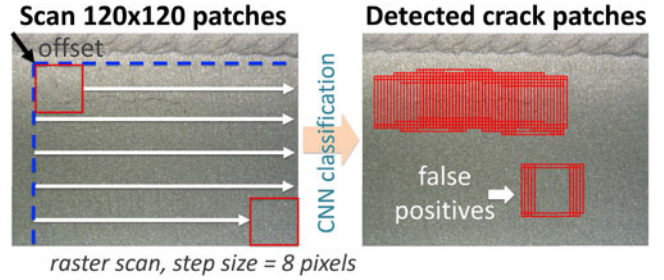 Scan 120x120 patches
Detected crack patches
offset
CNN classification
false
positives
raster scan, step size = 8 pixels